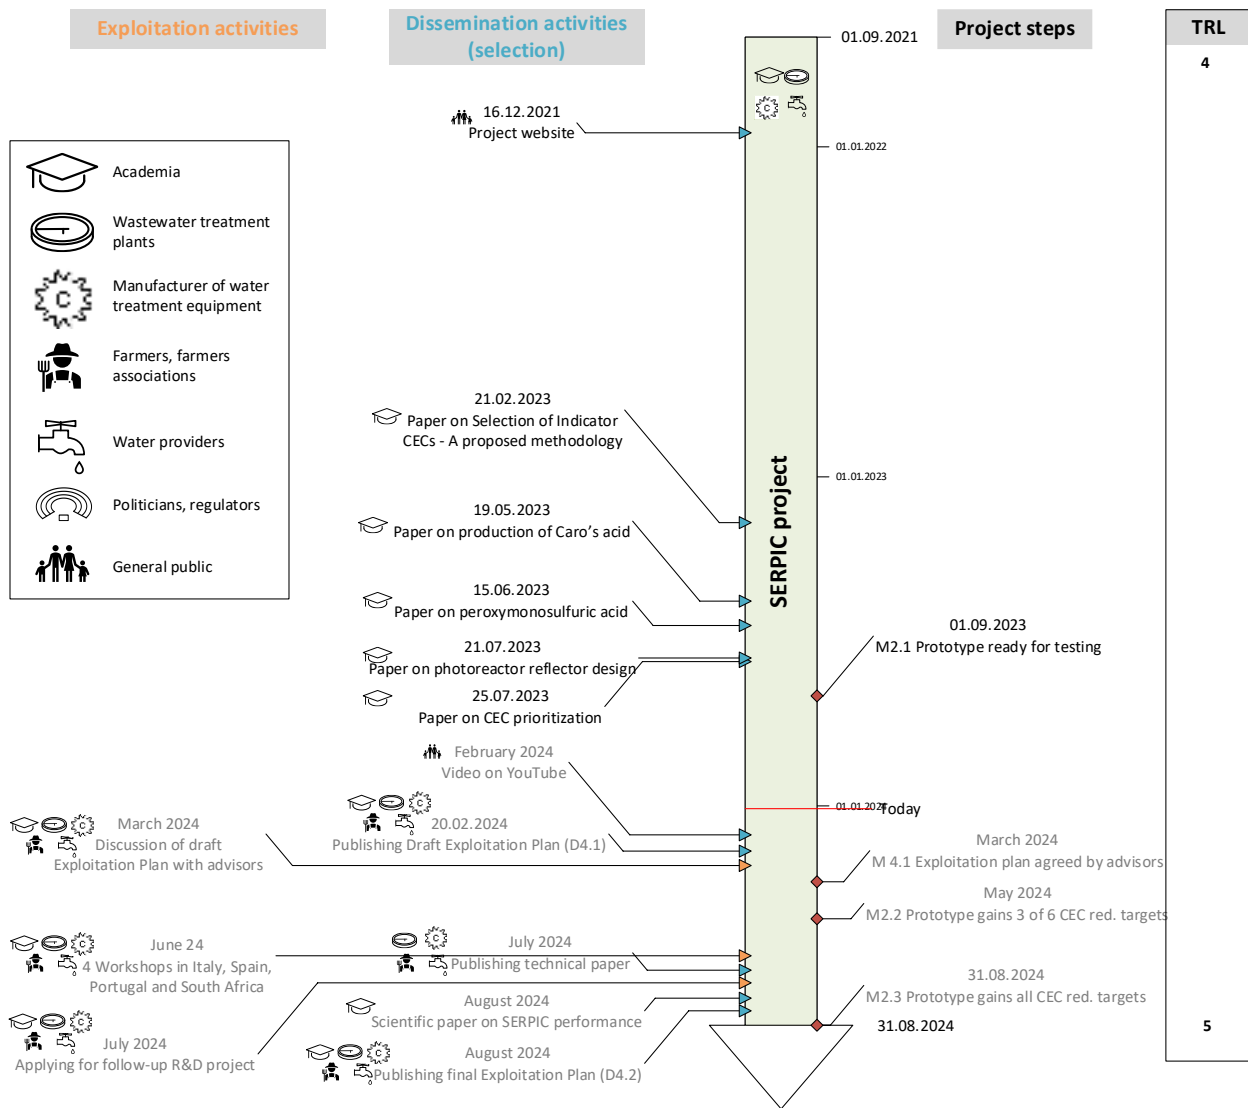 Exploitation activities
Dissemination activities
(selection)
Project steps
TRL
4
01.09.2021
16.12.2021
Project website
01.01.2022
Academia
Wastewater treatment
plants
C
Manufacturer of water
treatment equipment
Farmers, farmers
associations
Water providers
Politicians, regulators
General public
21.02.2023
Paper on Selection of Indicator
CECs - A proposed methodology
01.01.2023
SERPIC project
19.05.2023
Paper on production of Caro's acid
15.06.2023
Paper on peroxymonosulfuric acid
21.07.2023
Paper on photoreactor reflector design
25.07.2023
Paper on CEC prioritization
01.09.2023
M2.1 Prototype ready for testing
February 2024
Video on YouTube
01.01.2024
Today
20.02.2024
Publishing Draft Exploitation Plan (D4.1)
March 2024
Discussion of draft
Exploitation Plan with advisors
March 2024
M 4.1 Exploitation plan agreed by advisors
May 2024
M2.2 Prototype gains 3 of 6 CEC red. targets
June 24
4 Workshops in Italy, Spain,
Portugal and South Africa
July 2024
Publishing technical paper
31.08.2024
M2.3 Prototype gains all CEC red. targets
August 2024
Scientific paper on SERPIC performance
31.08.2024
5
July 2024
Applying for follow-up R&D project
August 2024
Publishing final Exploitation Plan (D4.2)